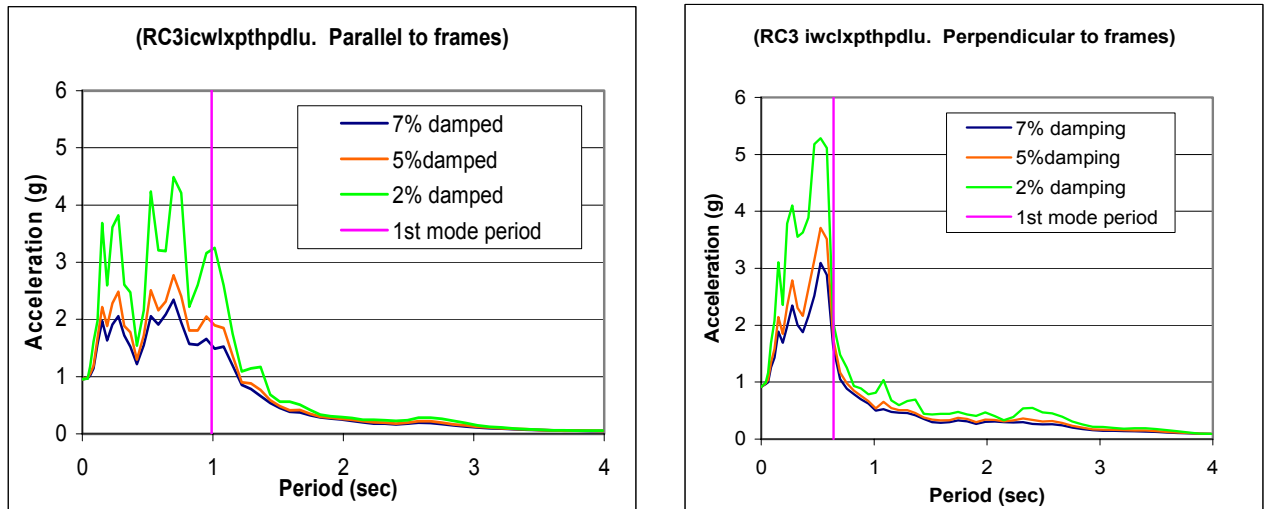 (RC3icwlxpthpdlu. Parallel to frames)
6
5
4
3
2
1
0
0
1
2
3
4
Acceleration (g)
Period (sec)
7% damped
5%damped
2% damped
1st mode period
(RC3 iwclxpthpdlu. Perpendicular to frames)
6
5
4
3
2
1
0
0
1
2
3
4
Acceleration (g)
Period (sec)
7% damping
5%damping
2% damping
1st mode period